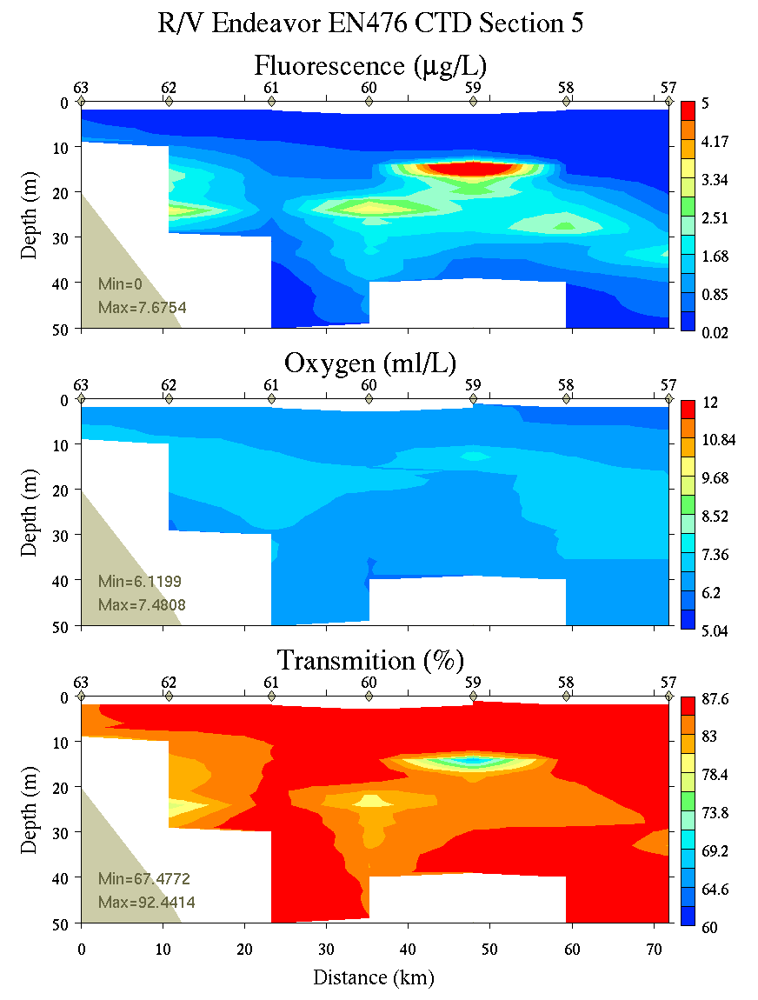 R/V Endeavor EN476 CTD Section 5
Fluorescence (μg/L)
63 62 61 60 59 58 57
0
10
20
30
40
50
Depth (m)
Min=0
Max=7.6754
5
4.17
3.34
2.51
1.68
0.85
0.02
Oxygen (ml/L)
63 62 61 60 59 58 57
0
10
20
30
40
50
Depth (m)
Min=6.1199
Max=7.4808
12
10.84
9.68
8.52
7.36
6.2
5.04
Transmition (%)
63 62 61 60 59 58 57
0
10
20
30
40
50
Depth (m)
Min=67.4772
Max=92.4414
87.6
83
78.4
73.8
69.2
64.6
60
0 10 20 30 40 50 60 70
Distance (km)